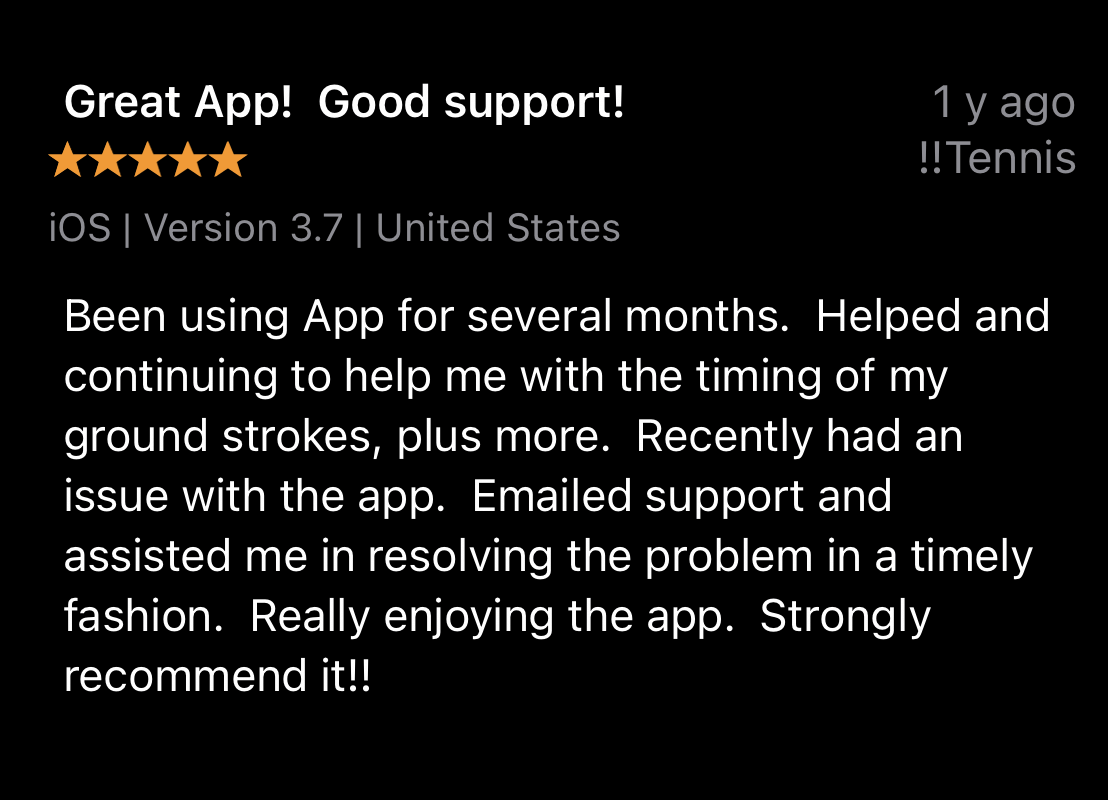 Great App!  Good support!
1 y ago
!!Tennis
iOS | Version 3.7 | United States
Been using App for several months.  Helped and
continuing to help me with the timing of my
ground strokes, plus more.  Recently had an
issue with the app.  Emailed support and
assisted me in resolving the problem in a timely
fashion.  Really enjoying the app.  Strongly
recommend it!!